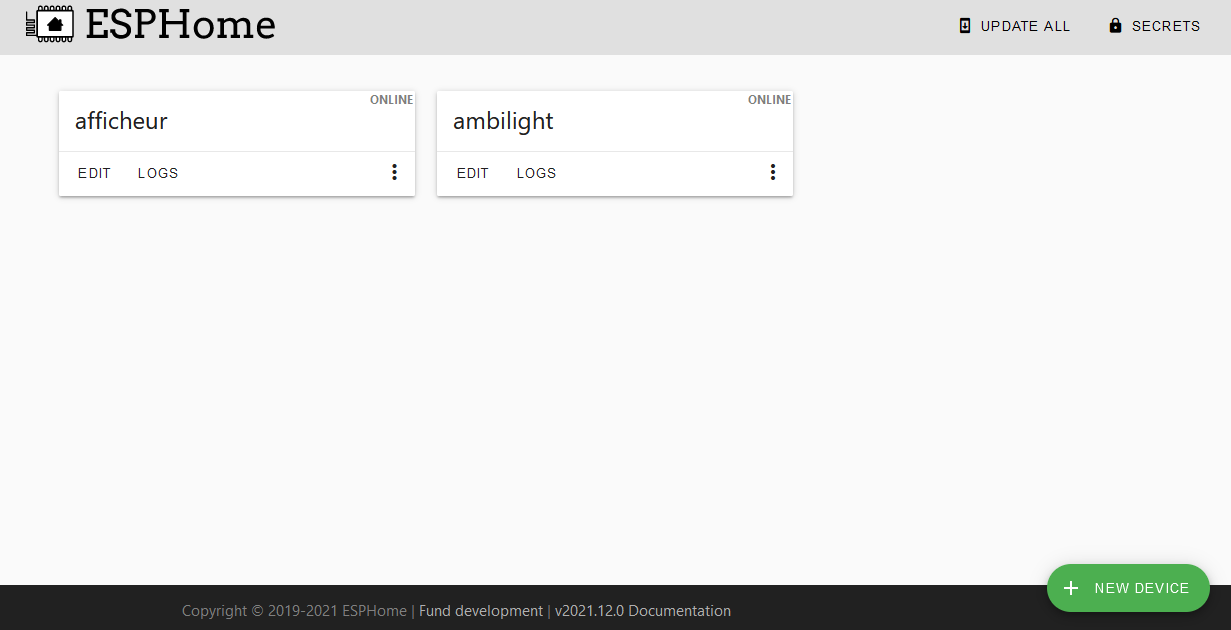 ESPHome
UPDATE ALL
SECRETS
ONLINE
afficheur
EDIT LOGS
ONLINE
ambilight
EDIT LOGS
NEW DEVICE
Copyright © 2019-2021 ESPHome | Fund development | v2021.12.0 Documentation